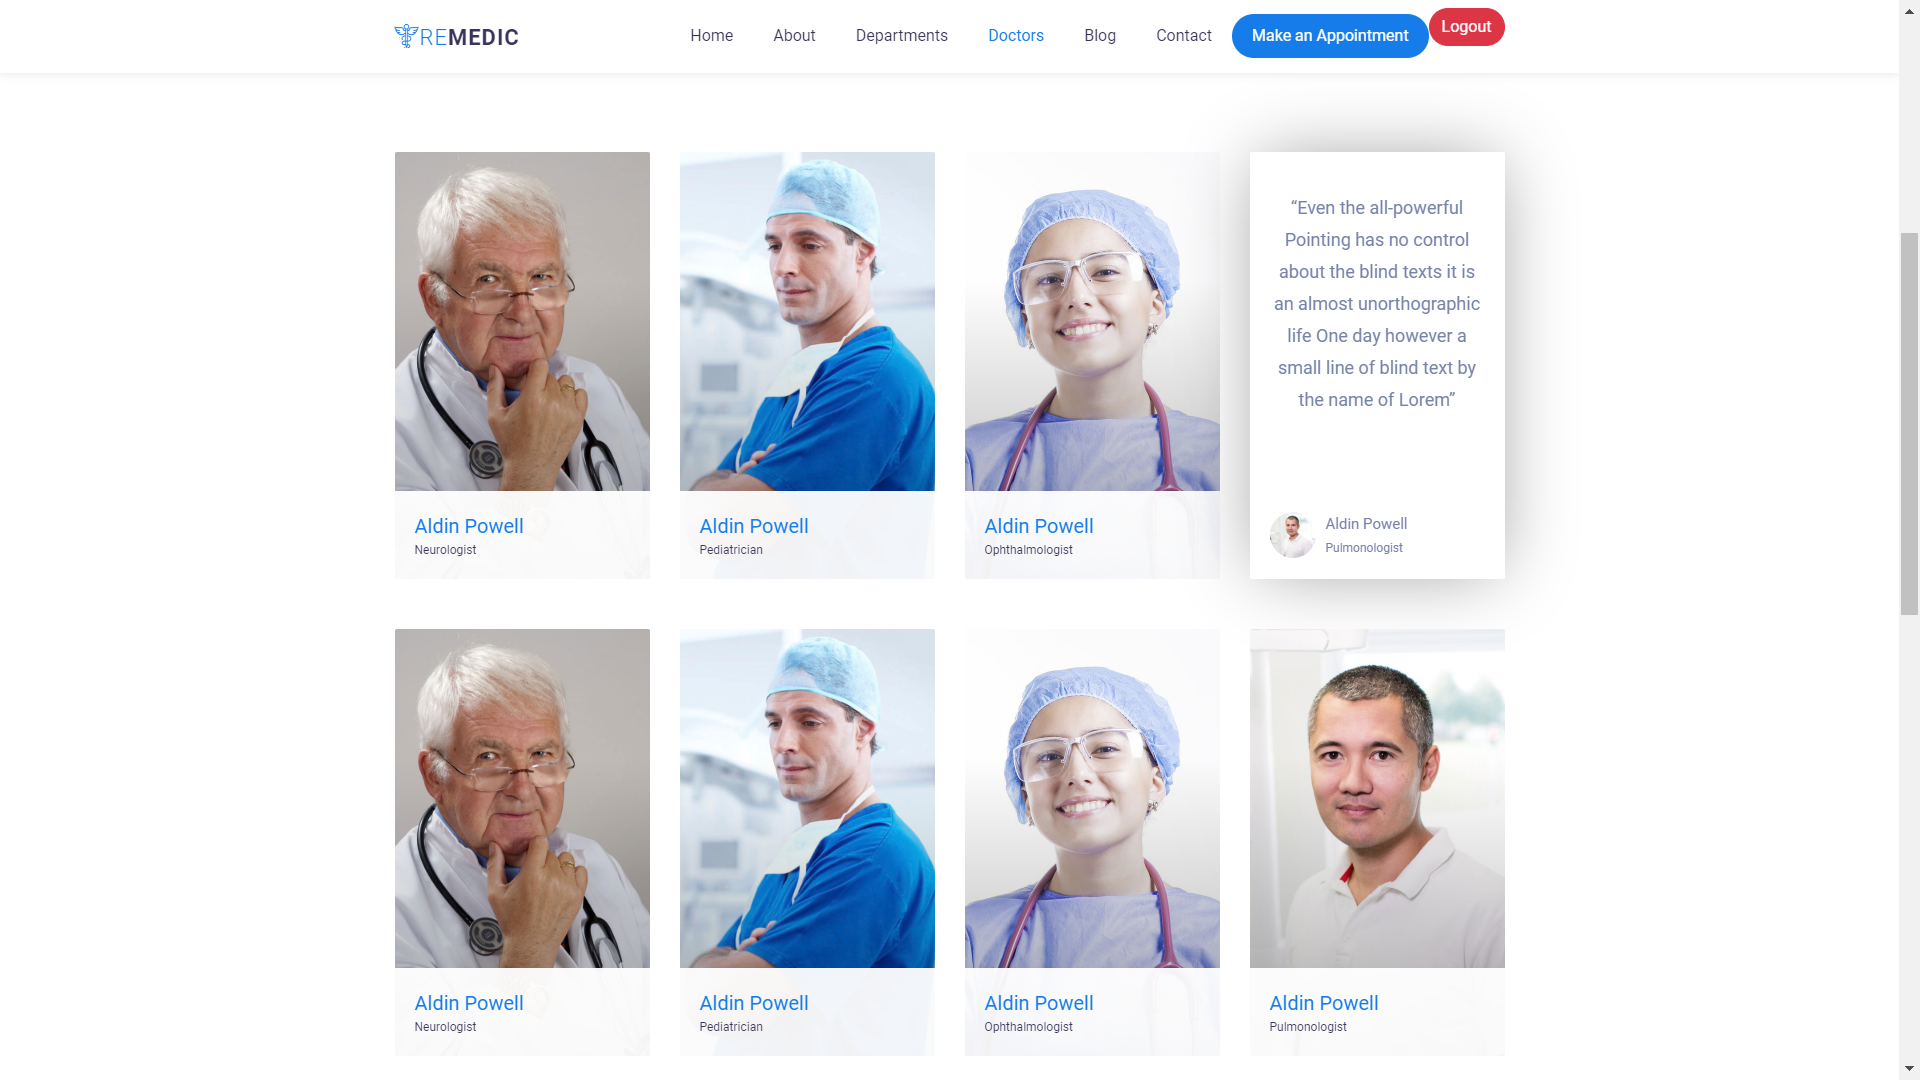 REMEDIC
Home
About
Departments
Doctors
Blog
Contact
Make an Appointment
Logout
Aldin Powell
Neurologist
Aldin Powell
Pediatrician
Aldin Powell
Ophthalmologist
“Even the all-powerful
Pointing has no control
about the blind texts it is
an almost unorthographic
life One day however a
small line of blind text by
the name of Lorem”
Aldin Powell
Pulmonologist
Aldin Powell
Neurologist
Aldin Powell
Pediatrician
Aldin Powell
Ophthalmologist
Aldin Powell
Pulmonologist